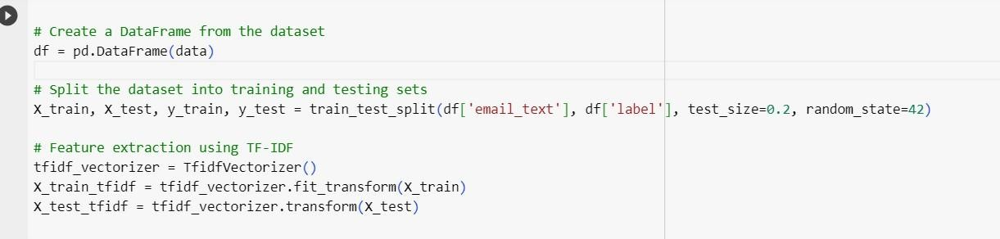 # Create a DataFrame from the dataset
df = pd.DataFrame(data)
# Split the dataset into training and testing sets
X_train, X_test, y_train, y_test = train_test_split(df['email_text'], df['label'], test_size=0.2, random_state=42)
# Feature extraction using TF-IDF
tfidf_vectorizer = TfidfVectorizer()
X_train_tfidf = tfidf_vectorizer.fit_transform(X_train)
X_test_tfidf = tfidf_vectorizer.transform(X_test)